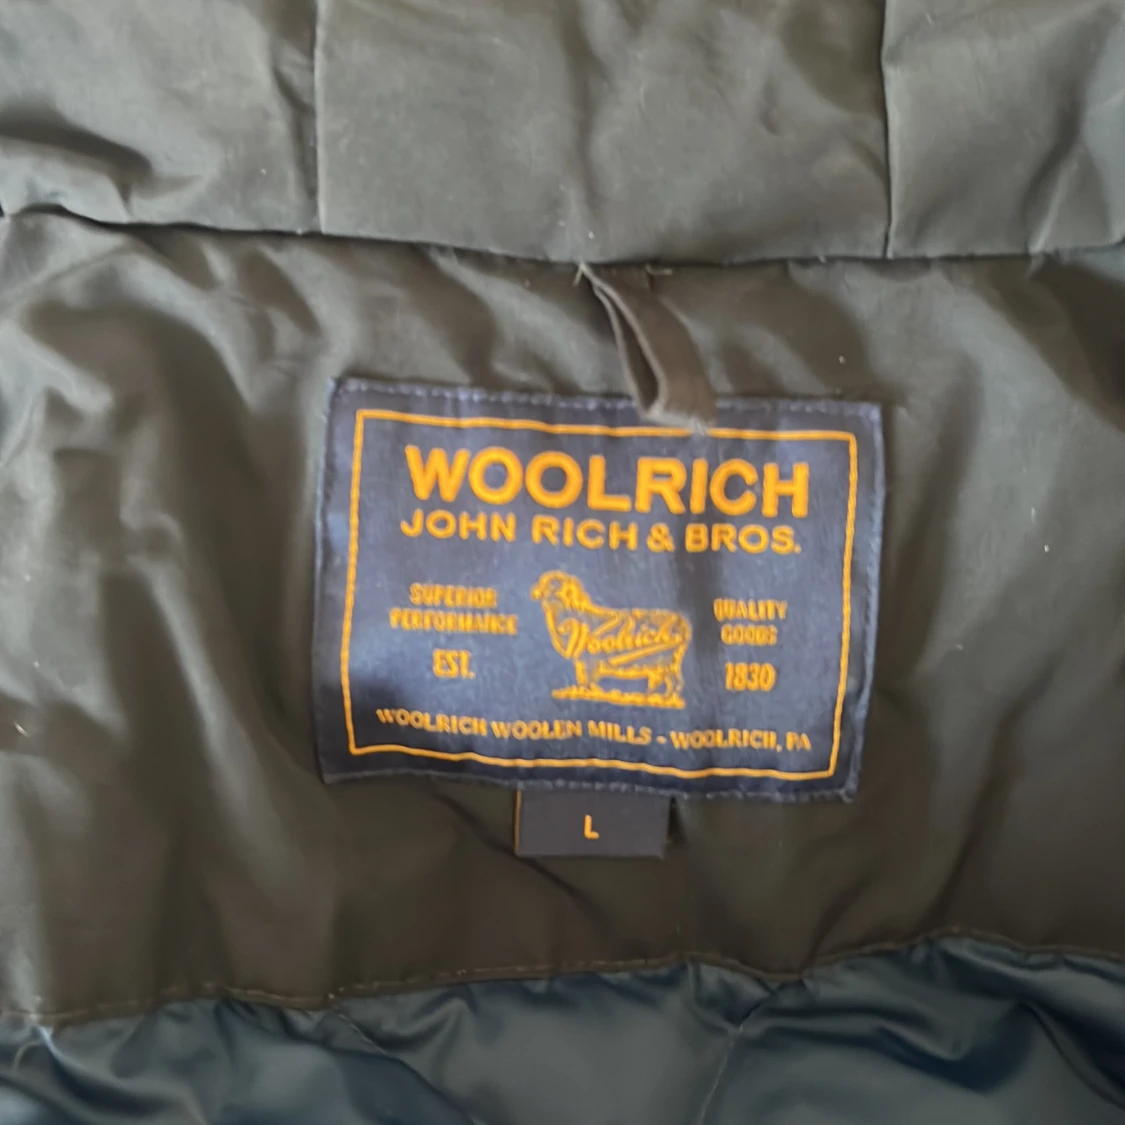 WOOLRICH
JOHN RICH & BROS.
SUPERIOR
PERFORMANCE
EST.
Woolrich
QUALITY
GOODS
1830
WOOLRICH WOOLEN MILLS - WOOLRICH, PA
L